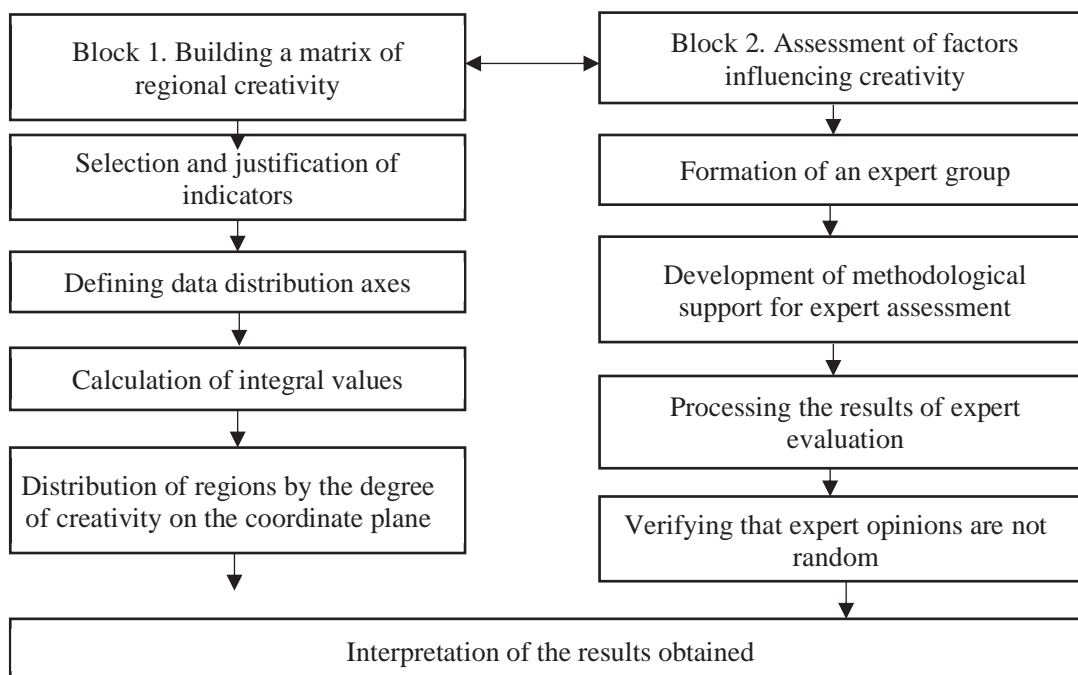 Block 1. Building a matrix of
regional creativity
Selection and justification of
indicators
Defining data distribution axes
Calculation of integral values
Distribution of regions by the degree
of creativity on the coordinate plane
Block 2. Assessment of factors
influencing creativity
Formation of an expert group
Development of methodological
support for expert assessment
Processing the results of expert
evaluation
Verifying that expert opinions are not
random
Interpretation of the results obtained